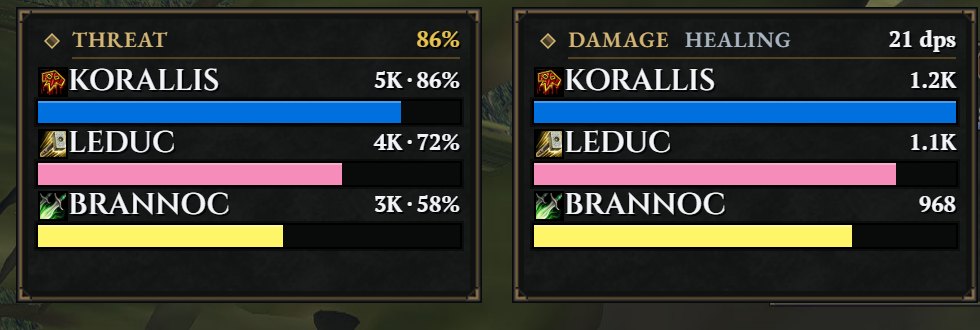 THREAT 86%
KORALLIS 5K · 86%
LEDUC 4K · 72%
BRANNOC 3K · 58%
DAMAGE HEALING 21 dps
KORALLIS 1.2K
LEDUC 1.1K
BRANNOC 968